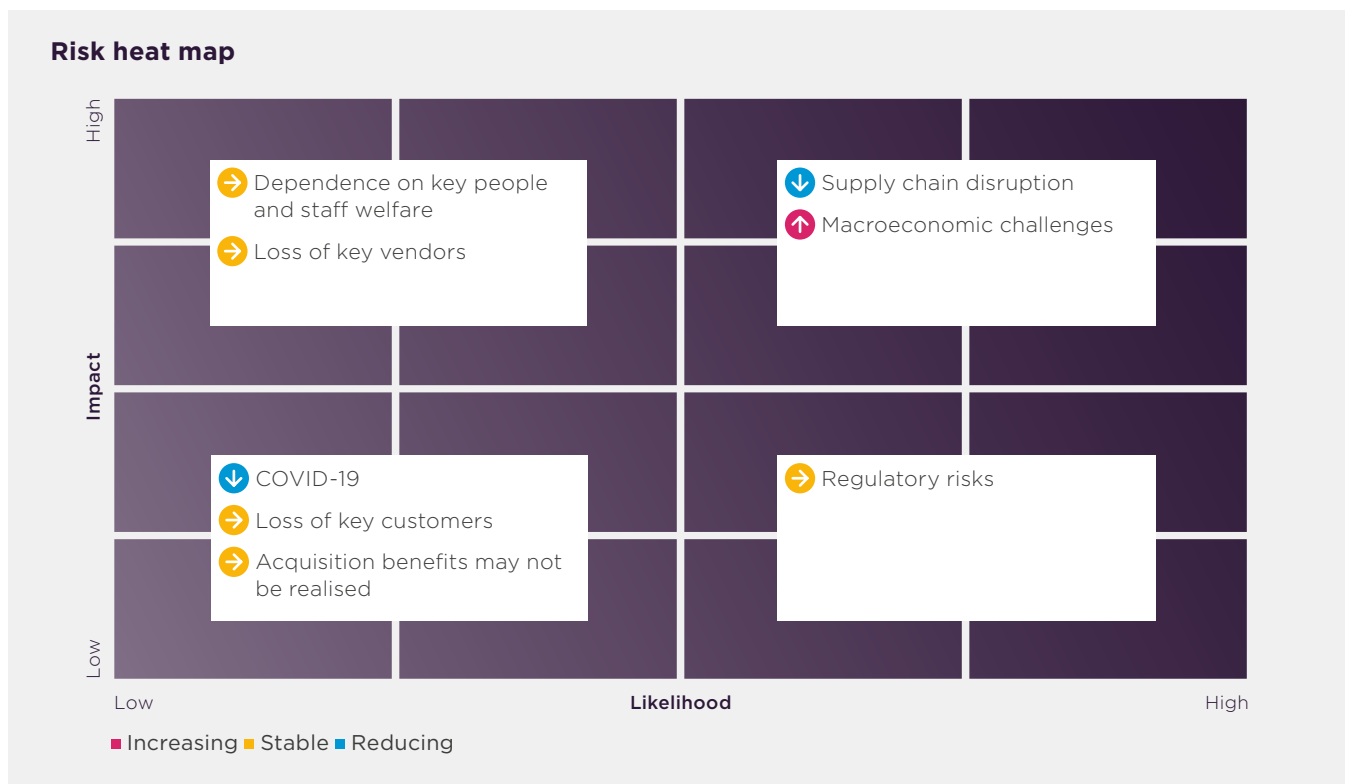 Risk heat map
High
Impact
Low
Dependence on key people
and staff welfare
Loss of key vendors
Supply chain disruption
Macroeconomic challenges
COVID-19
Loss of key customers
Acquisition benefits may not
be realised
Regulatory risks
Low
Likelihood
High
Increasing
Stable
Reducing